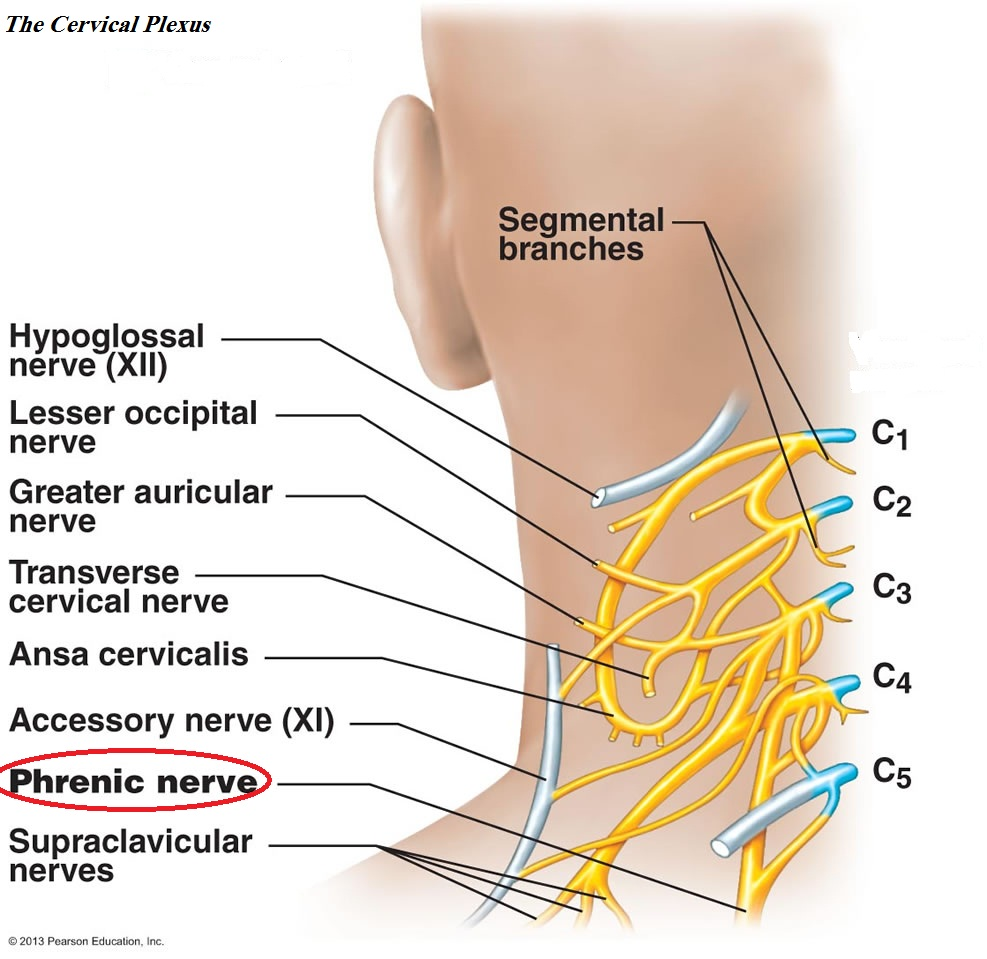 The Cervical Plexus
Segmental
branches
Hypoglossal
nerve (XII)
Lesser occipital
nerve
Greater auricular
nerve
Transverse
cervical nerve
Ansa cervicalis
Accessory nerve (XI)
Phrenic nerve
Supraclavicular
nerves
C1
C2
C3
C4
C5
© 2013 Pearson Education, Inc.